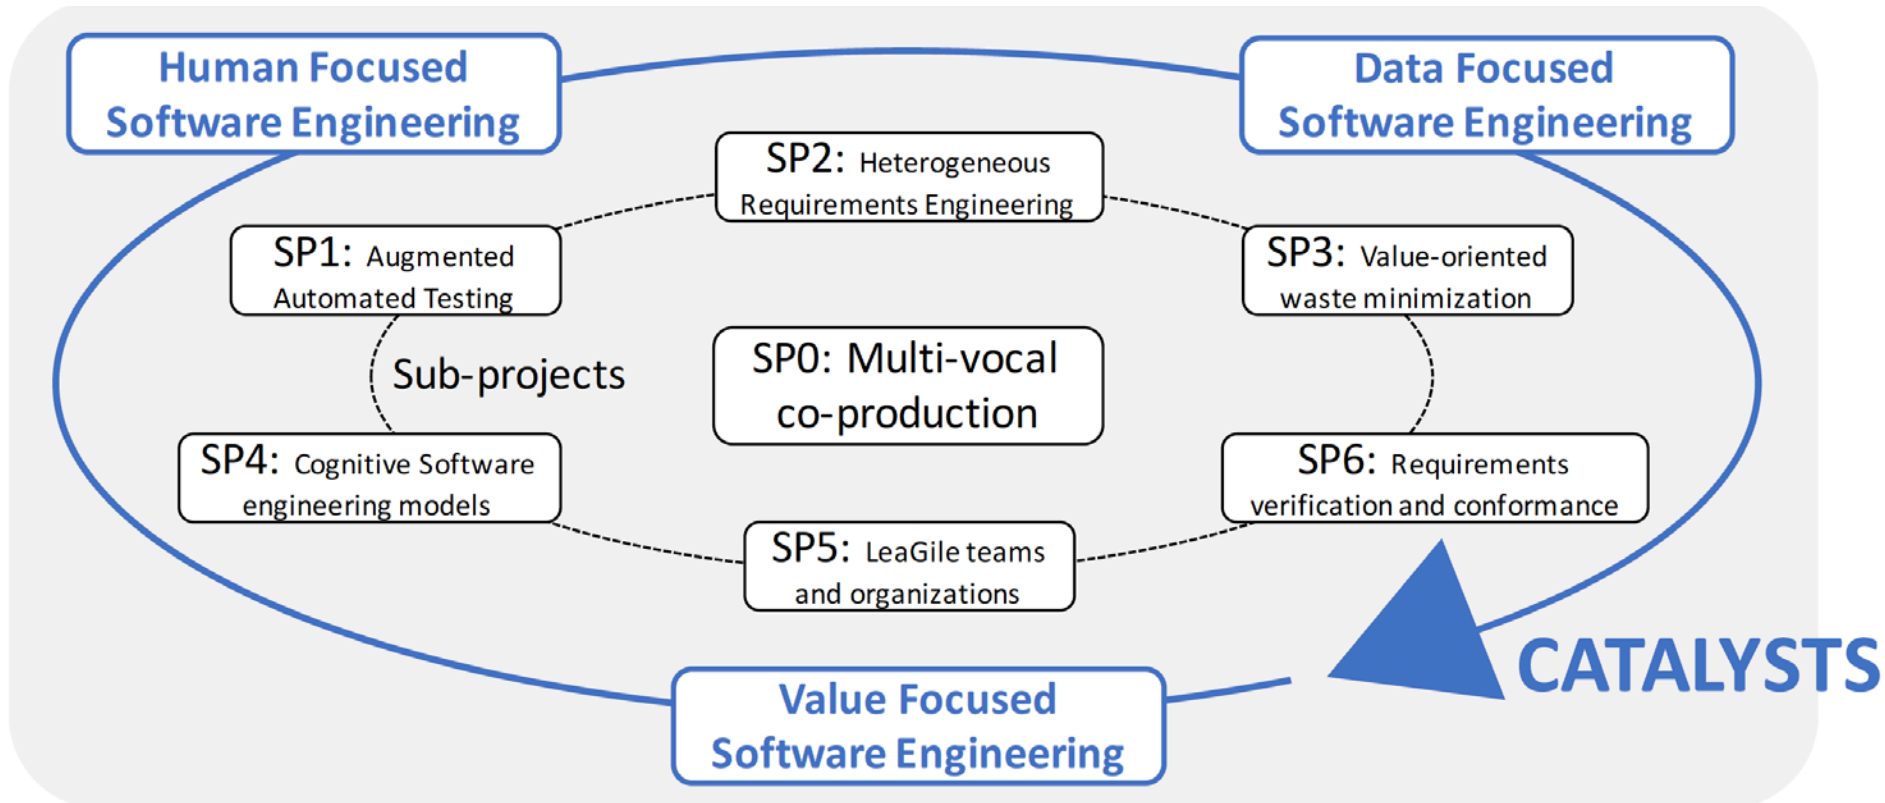 Human Focused
Software Engineering
Data Focused
Software Engineering
SP2: Heterogeneous
Requirements Engineering
SP1: Augmented
Automated Testing
SP3: Value-oriented
waste minimization
Sub-projects
SP0: Multi-vocal
co-production
SP4: Cognitive Software
engineering models
SP6: Requirements
verification and conformance
SP5: LeaGile teams
and organizations
CATALYSTS
Value Focused
Software Engineering